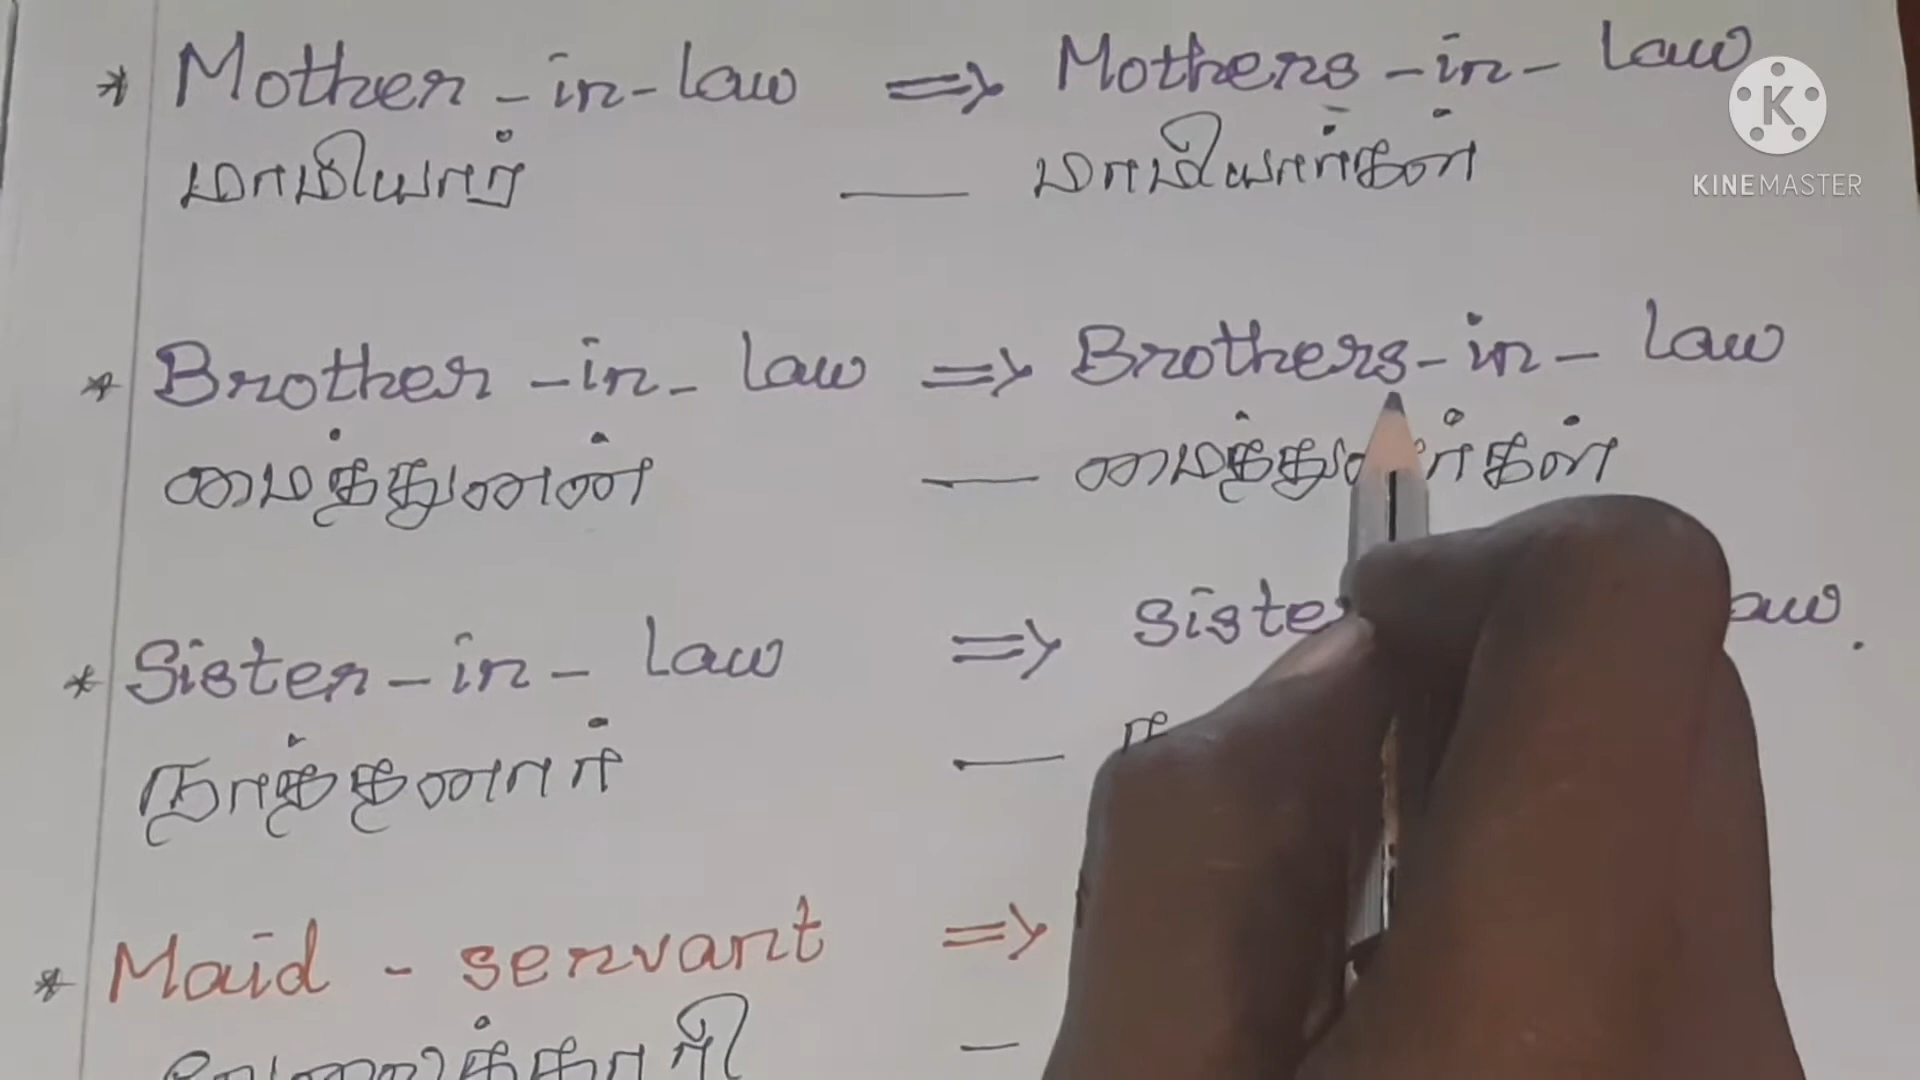 * Mother-in-law => Mothers-in-law
மாமியார் — மாமியார்கள்
KINEMASTER
* Brother-in-law => Brothers-in-law
மைத்துனன் —
* Sister-in-law =>
நாத்தனார் —
* Maid-servant =>
வேலைக்காரி —